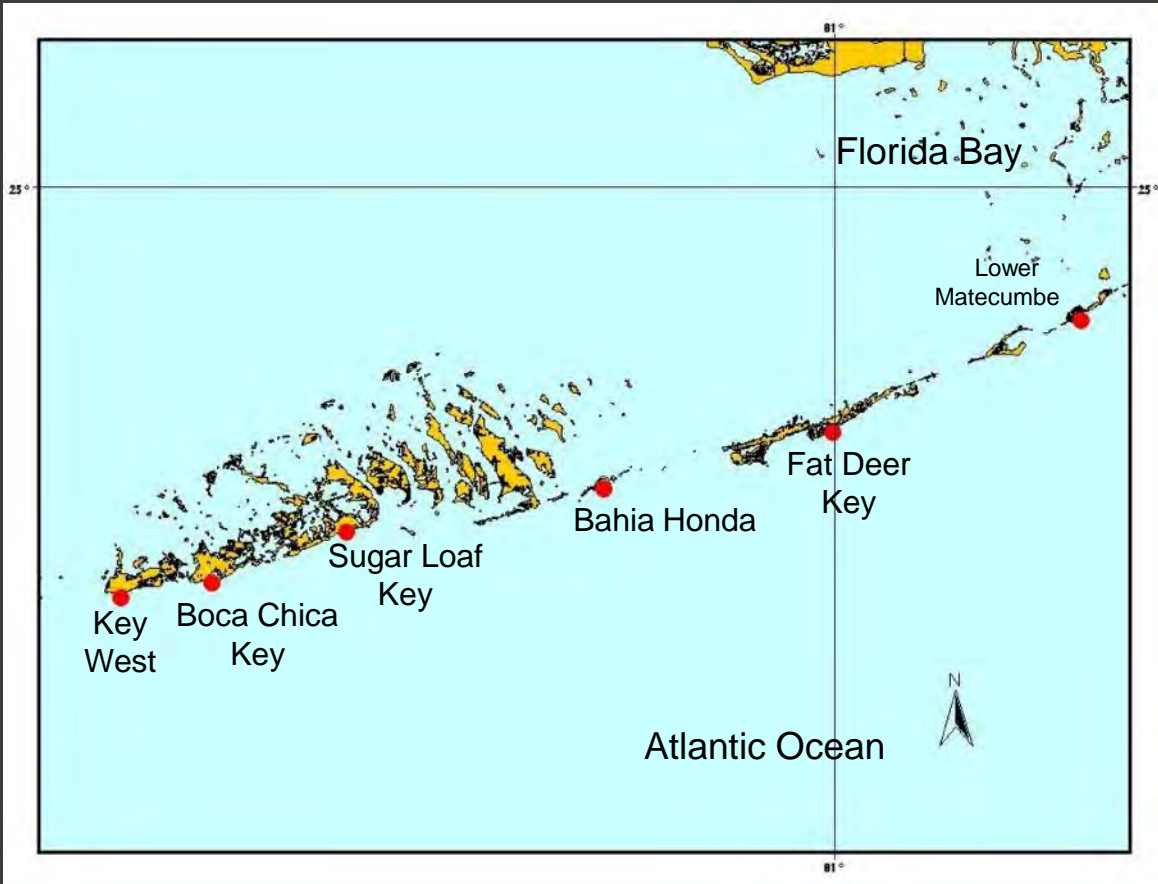 81°
Florida Bay
25°
25°
Lower
Matecumbe
Fat Deer
Key
Bahia Honda
Sugar Loaf
Key
Boca Chica
Key
Key
West
N
Atlantic Ocean
81°